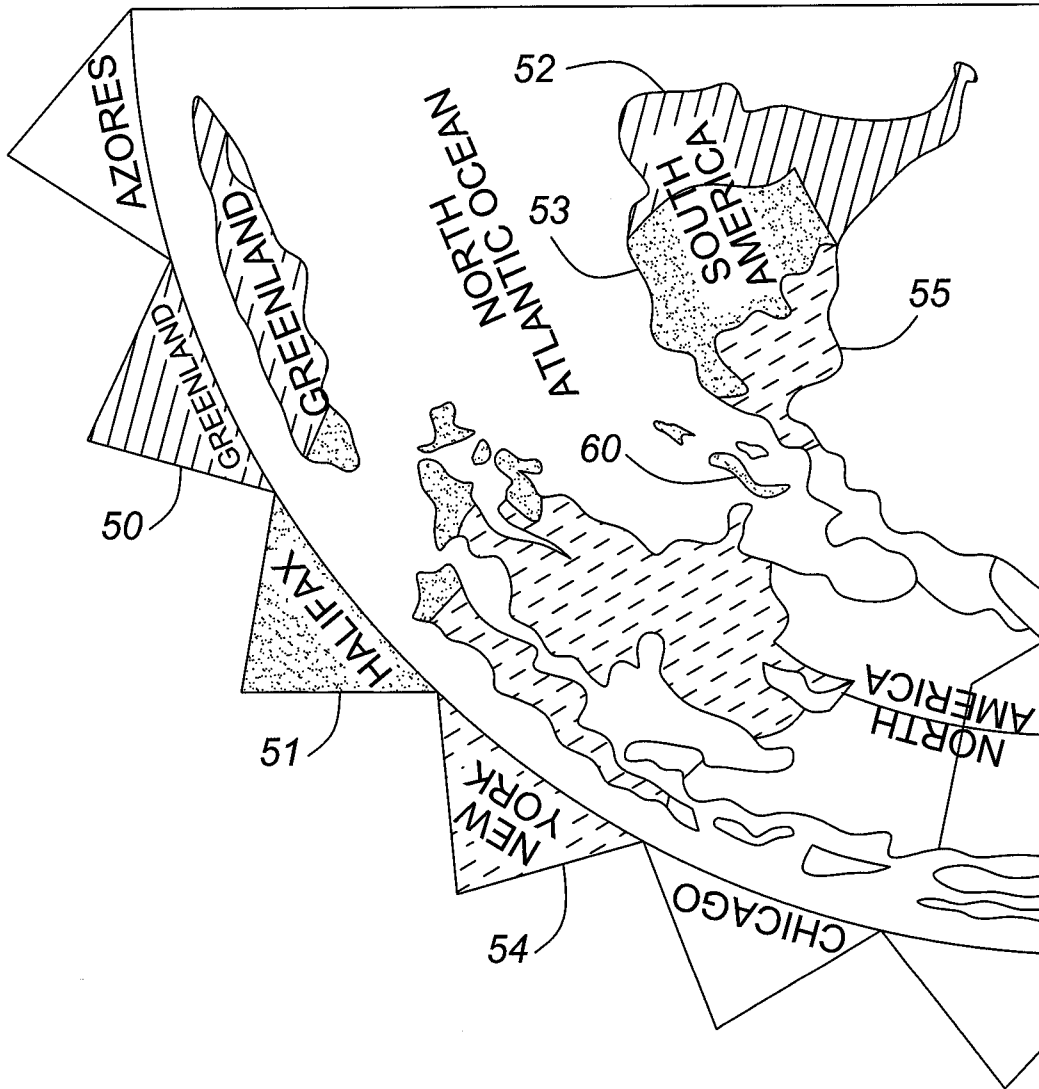 AZORES
GREENLAND
HALIFAX
NEW
YORK
CHICAGO
GREENLAND
NORTH
ATLANTIC OCEAN
SOUTH
AMERICA
NORTH
AMERICA
50
51
52
53
54
55
60